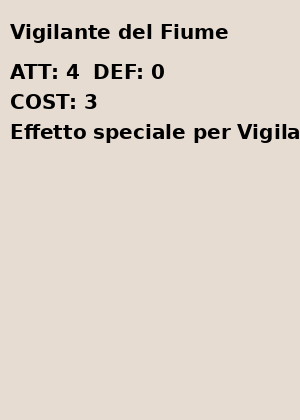 Vigilante del Fiume
ATT: 4 DEF: 0
COST: 3
Effetto speciale per Vigila